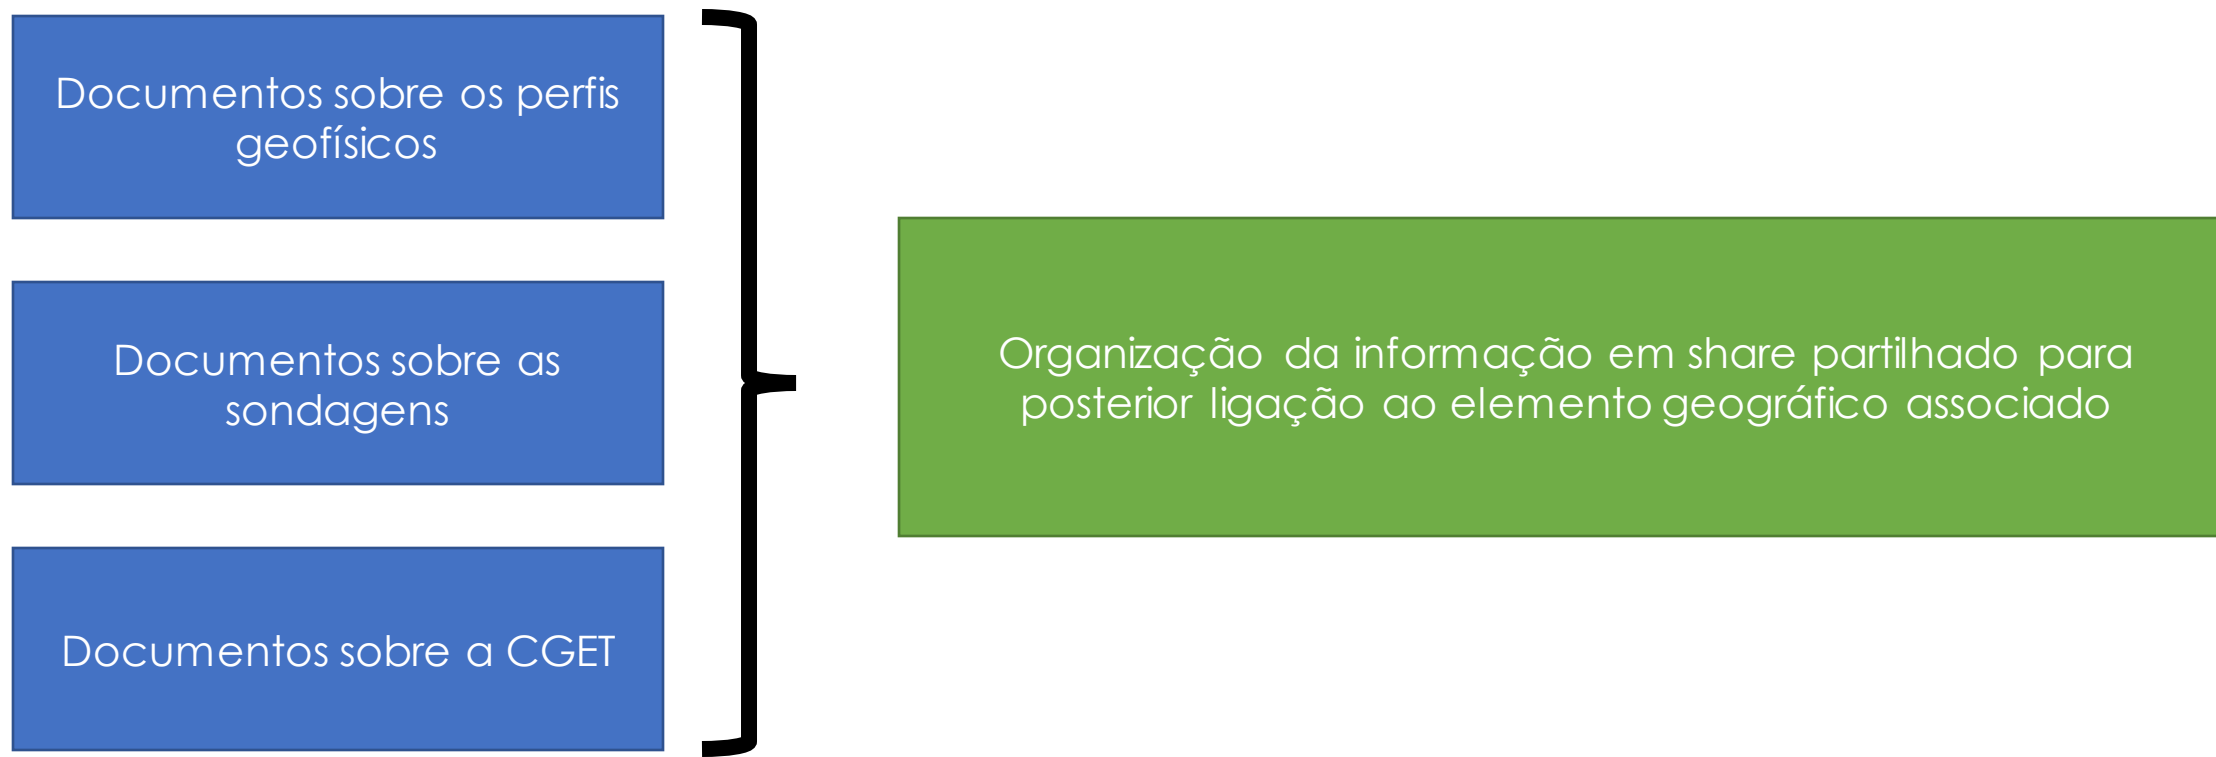 Documentos sobre os perfis
geofísicos
Documentos sobre as
sondagens
Documentos sobre a CGET
Organização da informação em share partilhado para
posterior ligação ao elemento geográfico associado